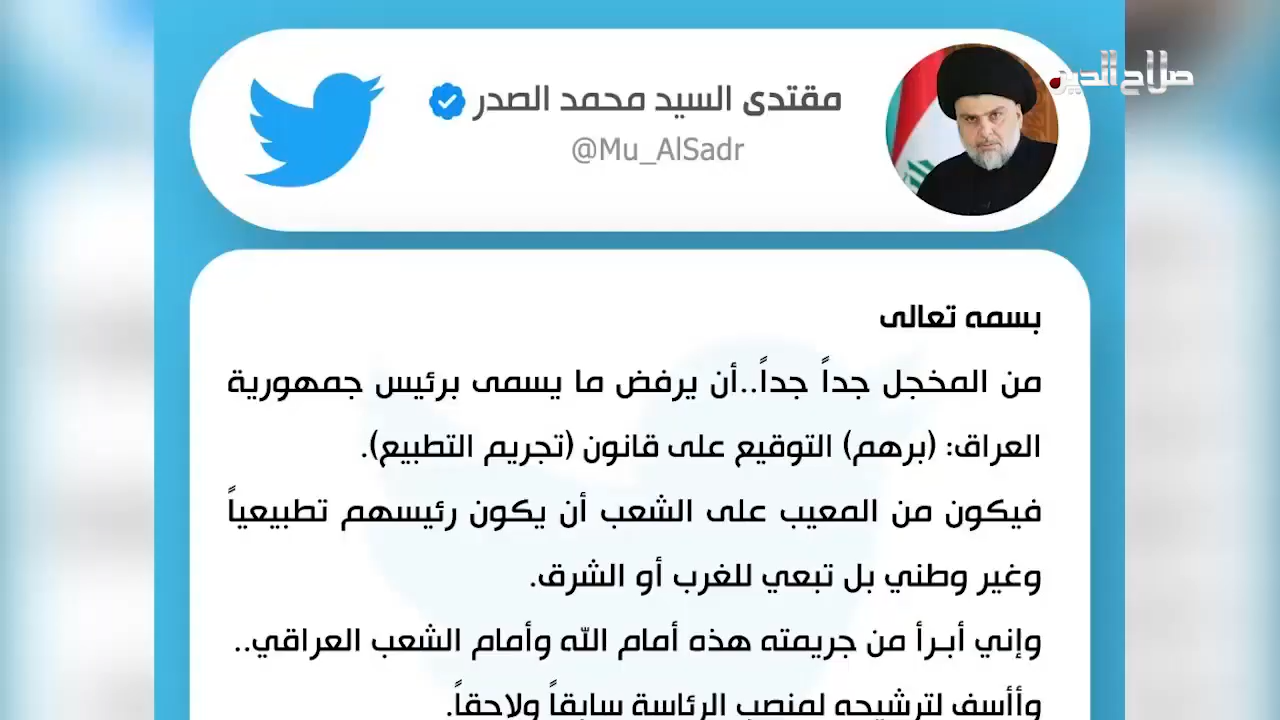 صلاح الدين
مقتدى السيد محمد الصدر
@Mu_AlSadr
بسمه تعالى
من المخجل جداً جداً..أن يرفض ما يسمى برئيس جمهورية
العراق: (برهم) التوقيع على قانون (تجريم التطبيع).
فيكون من المعيب على الشعب أن يكون رئيسهم تطبيعياً
وغير وطني بل تبعي للغرب أو الشرق.
وإني أبـرأ من جريمته هذه أمام الله وأمام الشعب العراقي..
وأأسف لترشيحه لمنصب الرئاسة سابقاً ولاحقاً.